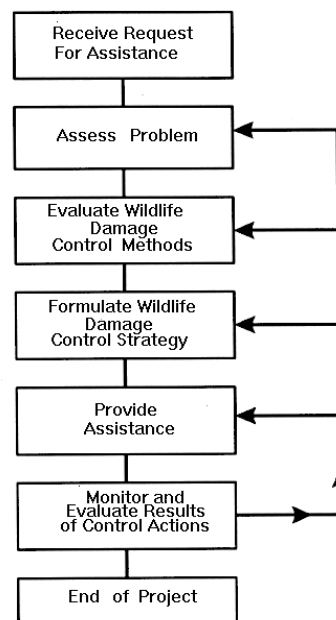 Receive Request
For Assistance
Assess Problem
Evaluate Wildlife
Damage
Control Methods
Formulate Wildlife
Damage
Control Strategy
Provide
Assistance
Monitor and
Evaluate Results
of Control Actions
End of Project